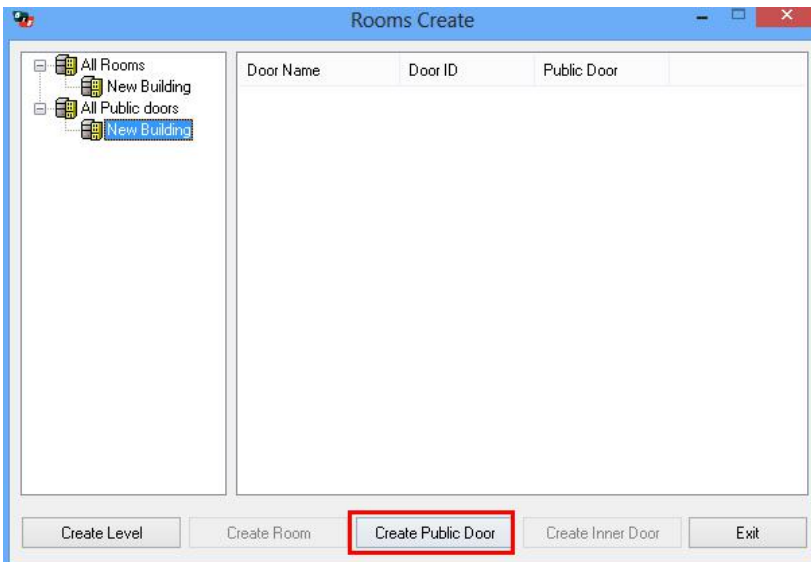 Rooms Create
All Rooms
New Building
All Public doors
New Building
Door Name Door ID Public Door
Create Level Create Room Create Public Door Create Inner Door Exit